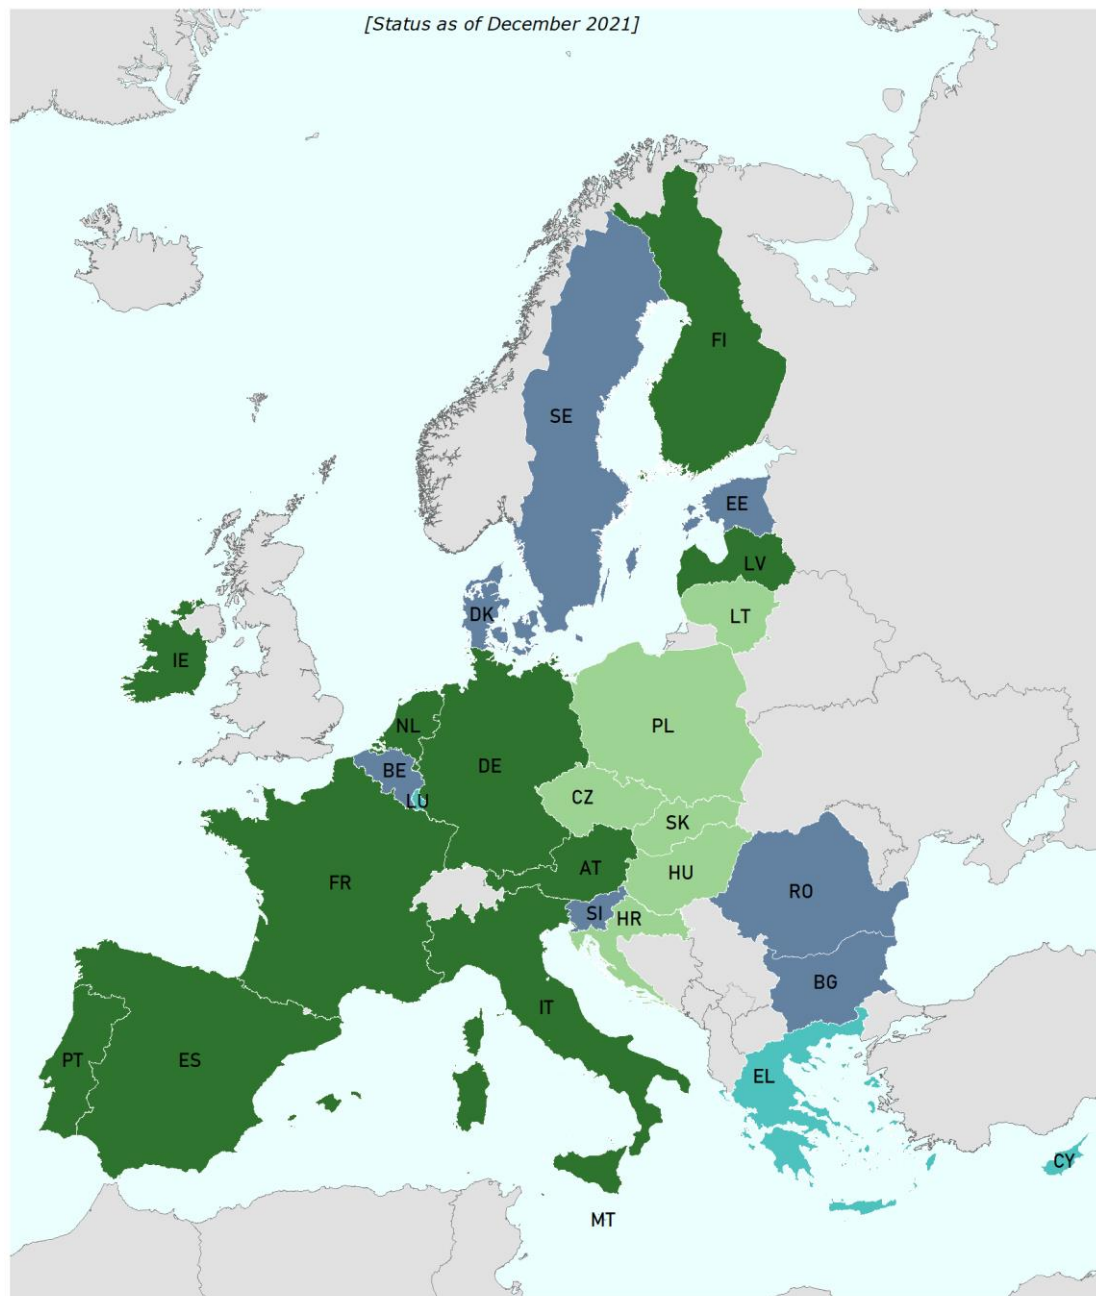 [Status as of December 2021]
FI
SE
EE
LV
DK
LT
IE
NL
PL
BE
DE
LU
CZ
SK
AT
HU
FR
RO
SI
HR
BG
IT
PT
ES
EL
CY
MT